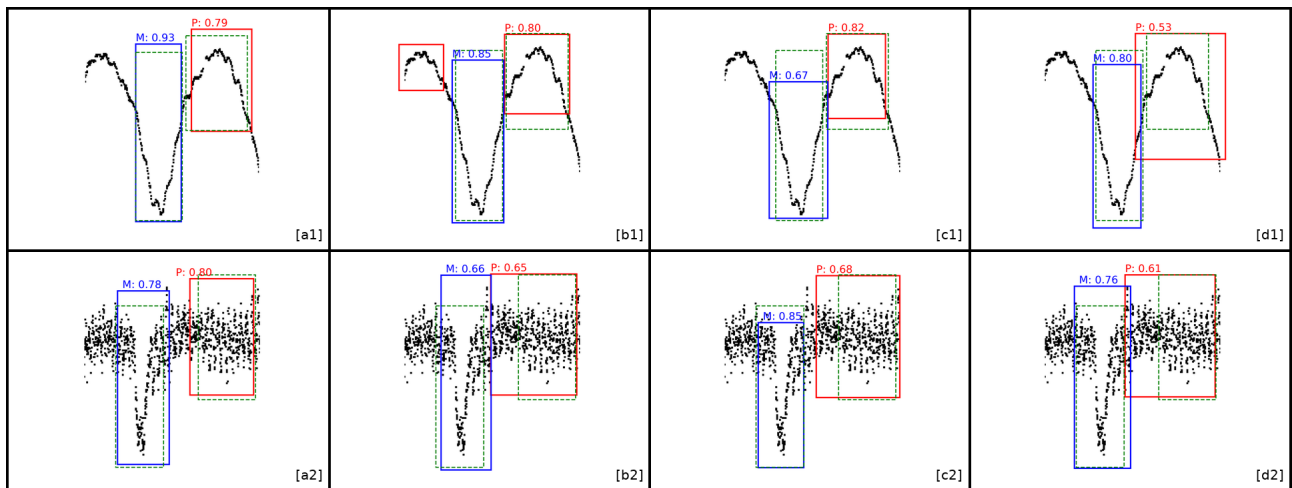 P: 0.79
M: 0.93
[a1]
P: 0.80
M: 0.85
[b1]
P: 0.82
M: 0.67
[c1]
P: 0.53
M: 0.80
[d1]
P: 0.80
M: 0.78
[a2]
M: 0.66 P: 0.65
[b2]
P: 0.68
M: 0.85
[c2]
P: 0.61
M: 0.76
[d2]